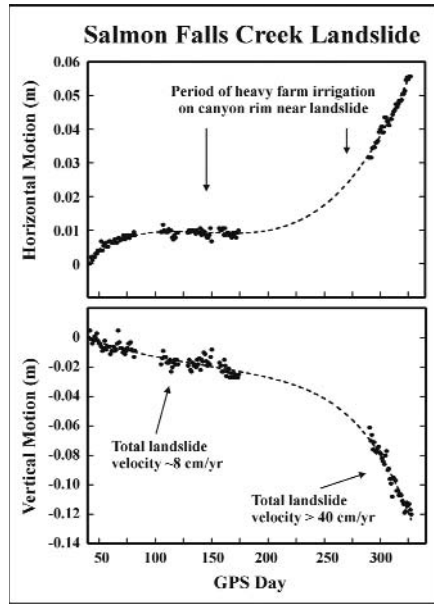 Salmon Falls Creek Landslide
0.06
0.05
0.04
0.03
0.02
0.01
0
Horizontal Motion (m)
Period of heavy farm irrigation
on canyon rim near landslide
0
-0.02
-0.04
-0.06
-0.08
-0.10
-0.12
-0.14
Vertical Motion (m)
Total landslide
velocity ~8 cm/yr
Total landslide
velocity > 40 cm/yr
50 100 150 200 250 300
GPS Day